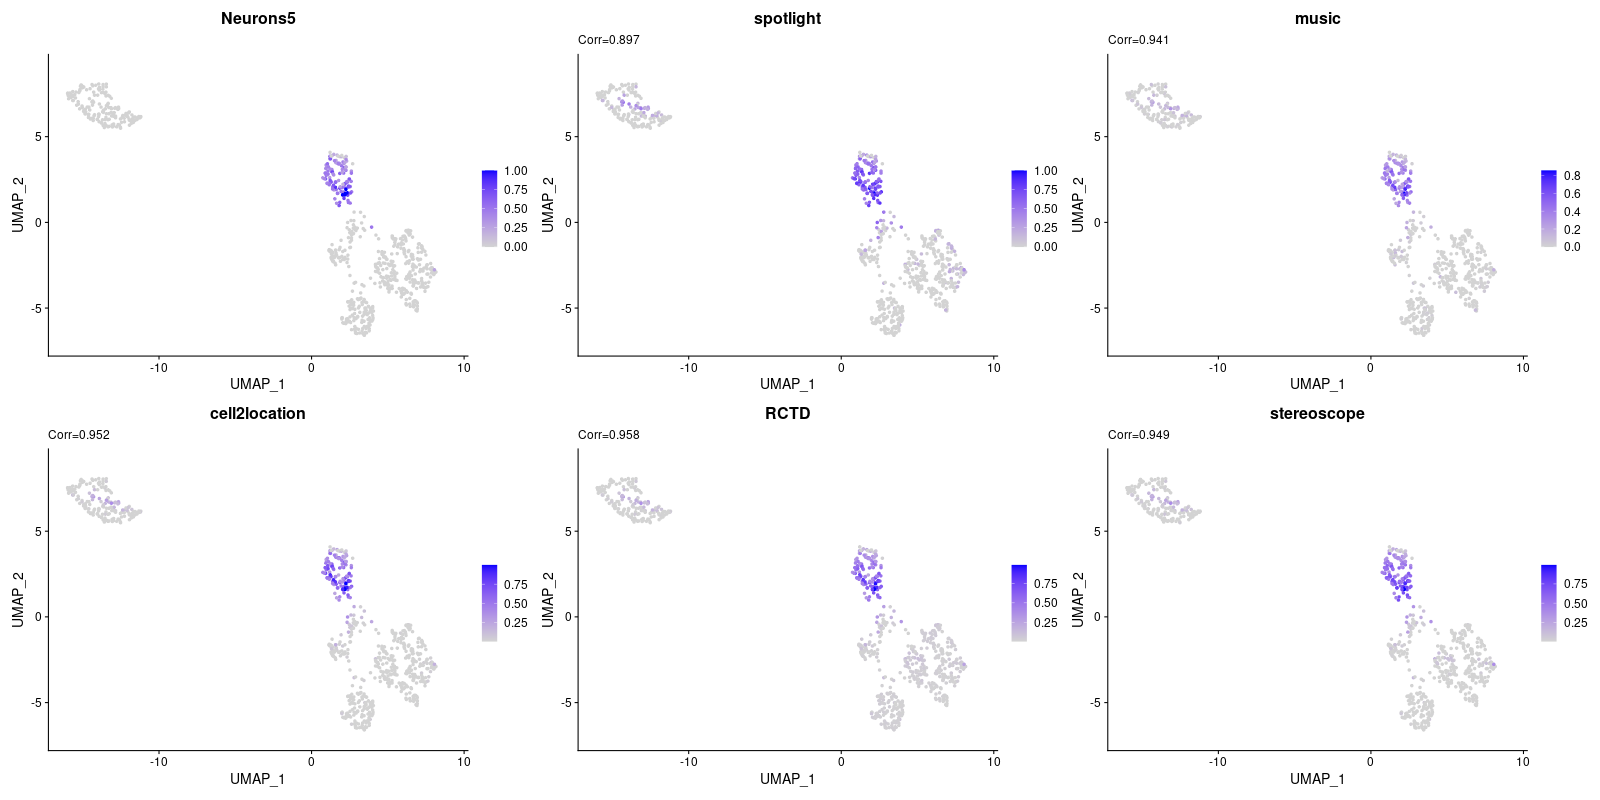 Neurons5
5
0
-5
-10
0
10
UMAP_1
UMAP_2
1.00
0.75
0.50
0.25
0.00
spotlight
Corr=0.897
5
0
-5
-10
0
10
UMAP_1
UMAP_2
1.00
0.75
0.50
0.25
0.00
music
Corr=0.941
5
0
-5
-10
0
10
UMAP_1
UMAP_2
0.8
0.6
0.4
0.2
0.0
cell2location
Corr=0.952
5
0
-5
-10
0
10
UMAP_1
UMAP_2
0.75
0.50
0.25
RCTD
Corr=0.958
5
0
-5
-10
0
10
UMAP_1
UMAP_2
0.75
0.50
0.25
stereoscope
Corr=0.949
5
0
-5
-10
0
10
UMAP_1
UMAP_2
0.75
0.50
0.25